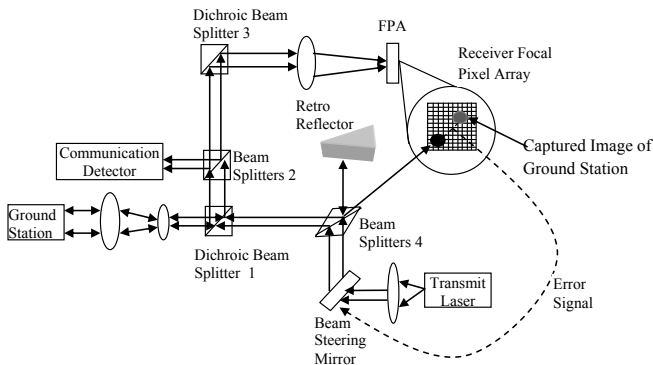 Dichroic Beam
Splitter 3
FPA
Receiver Focal
Pixel Array
Retro
Reflector
Captured Image of
Ground Station
Communication
Detector
Beam
Splitters 2
Ground
Station
Dichroic Beam
Splitter 1
Beam
Splitters 4
Transmit
Laser
Error
Signal
Beam
Steering
Mirror